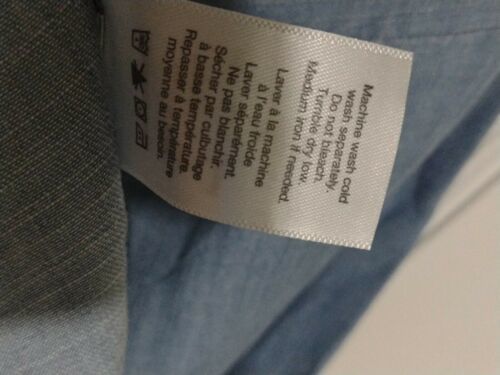 Machine wash cold
wash separately.
Do not bleach.
Tumble dry low.
Medium iron if needed.
Laver à la machine
à l'eau froide
Laver séparément.
Ne pas blanchir.
Sécher par culbutage
à basse température.
Repasser à température
moyenne au besoin.